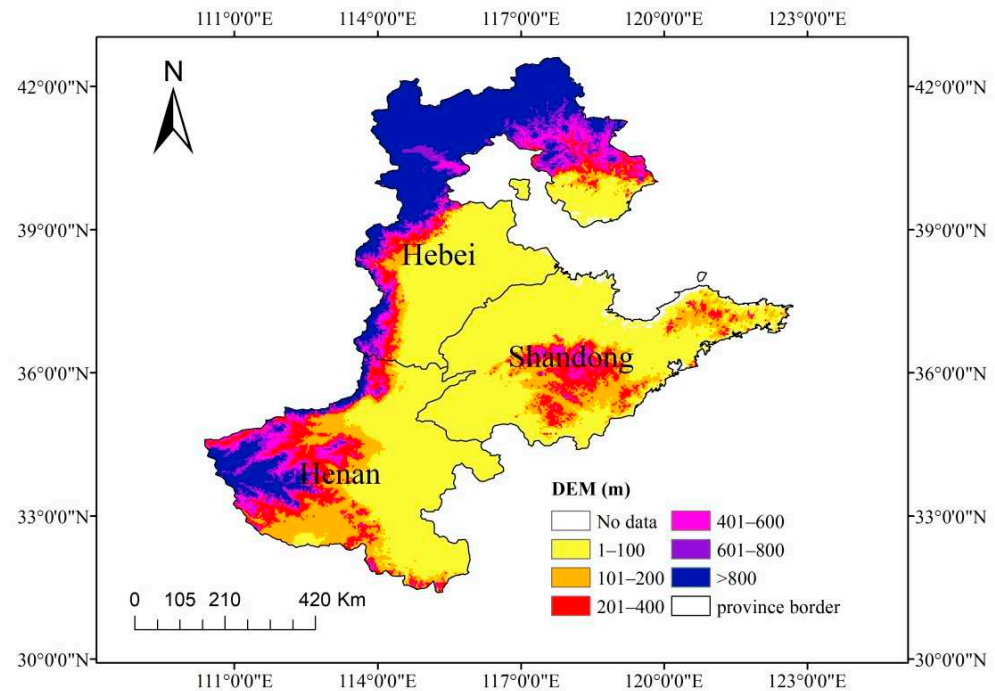 111°0'0"E 114°0'0"E 117°0'0"E 120°0'0"E 123°0'0"E
N
42°0'0"N 42°0'0"N
39°0'0"N 39°0'0"N
Hebei
Shandong
36°0'0"N 36°0'0"N
Henan
33°0'0"N 33°0'0"N
DEM (m)
No data 401–600
1–100 601–800
101–200 >800
201–400 province border
0 105 210 420 Km
30°0'0"N 30°0'0"N
111°0'0"E 114°0'0"E 117°0'0"E 120°0'0"E 123°0'0"E